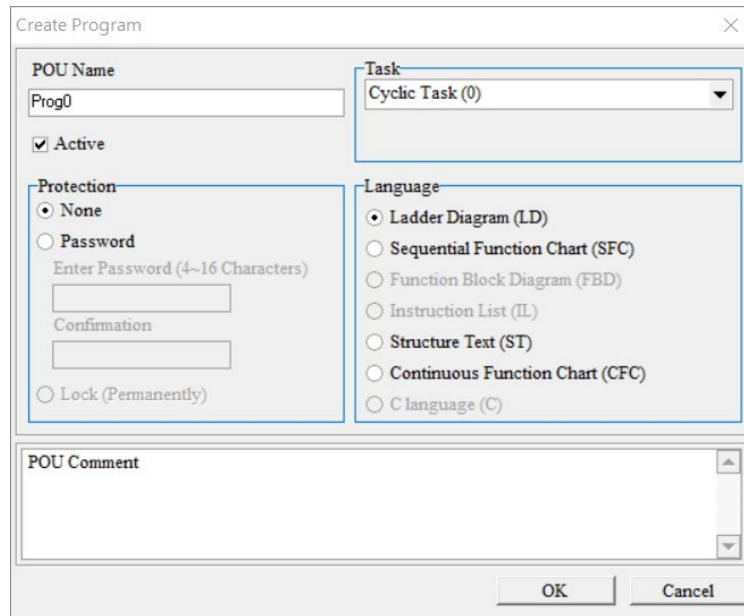 Create Program
POU Name
Prog0
Active
Task
Cyclic Task (0)
Protection
None
Password
Enter Password (4~16 Characters)
Confirmation
Lock (Permanently)
Language
Ladder Diagram (LD)
Sequential Function Chart (SFC)
Function Block Diagram (FBD)
Instruction List (IL)
Structure Text (ST)
Continuous Function Chart (CFC)
C language (C)
POU Comment
OK
Cancel